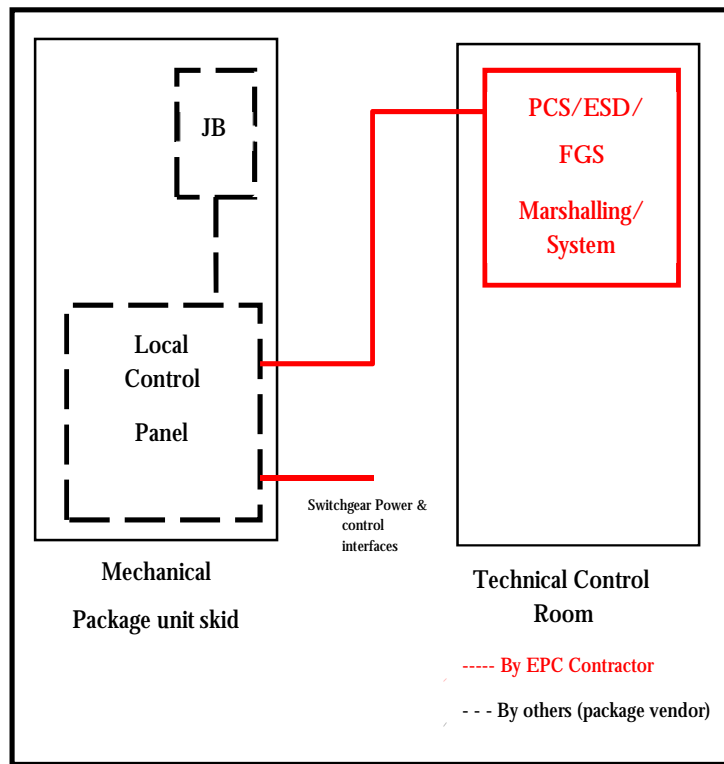 JB
Local
Control
Panel
PCS/ESD/
FGS
Marshalling/
System
Switchgear Power &
control
interfaces
Mechanical
Package unit skid
Technical Control
Room
----- By EPC Contractor
- - - By others (package vendor)